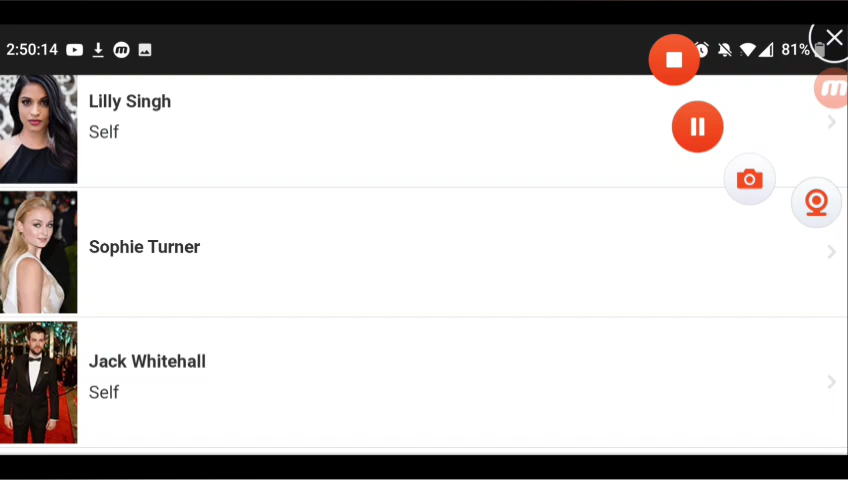 2:50:14
81%
Lilly Singh
Self
Sophie Turner
Jack Whitehall
Self